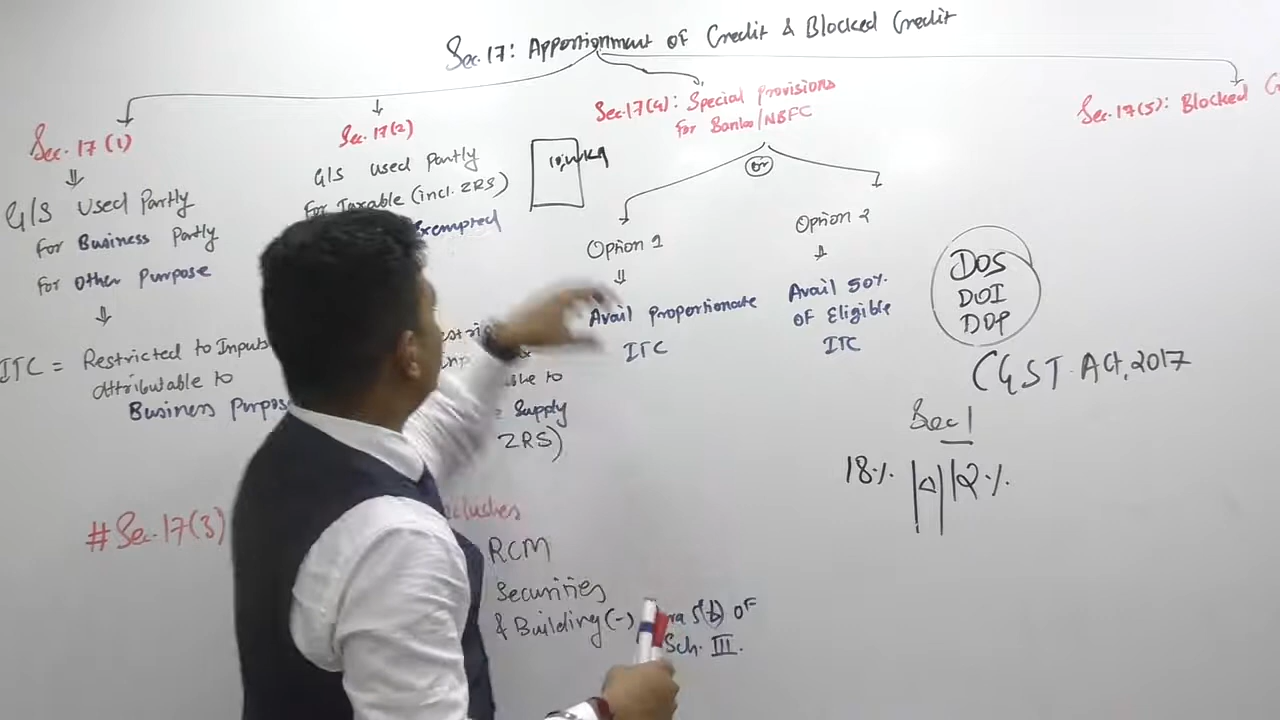 Sec.17: Apportionment of Credit & Blocked Credit
Sec.17(1)
G/S Used Partly
For Business Partly
For Other Purpose
ITC = Restricted to Inputs
attributable to
Business Purpos
Sec.17(2)
G/S used Partly
For Taxable (incl. ZRS)
Exempted
to
Supply
ZRS)
Sec.17(4): Special Provisions
For Banks/NBFC
or
Option 1
Avail Proportionate
ITC
Option 2
Avail 50%
OF Eligible
ITC
Sec.17(5): Blocked
DOS
DOI
DOP
CGST Act, 2017
Sec 1
18% 12%
#Sec.17(3)
RCM
Securities
& Building (-) 5(b) OF
Sch. III.